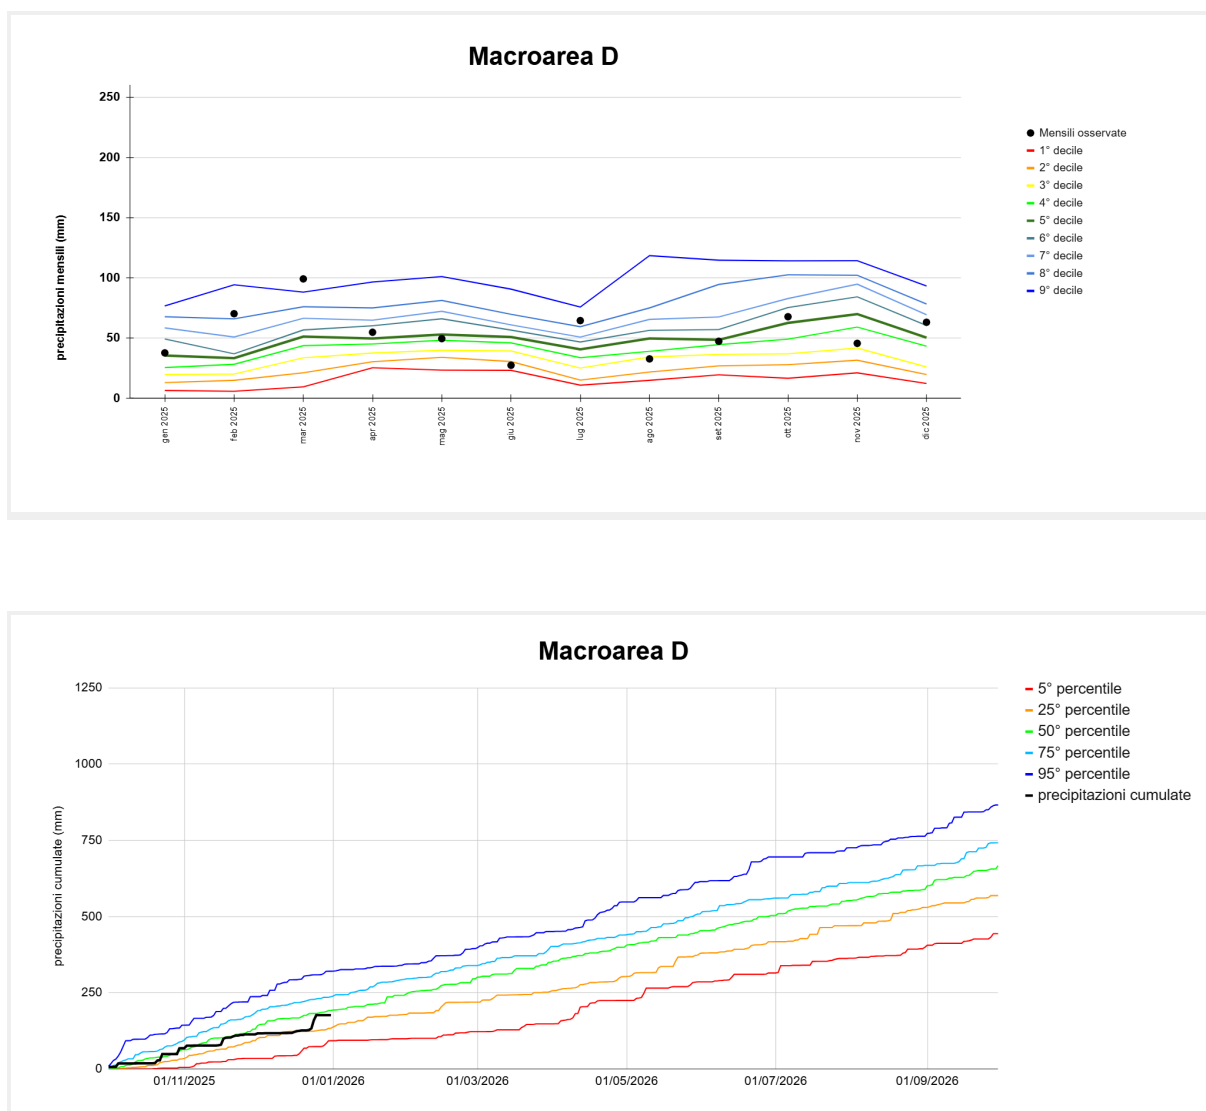 Macroarea D
250
200
150
100
50
0
precipitazioni mensili (mm)
gen 2025
feb 2025
mar 2025
apr 2025
mag 2025
giu 2025
lug 2025
ago 2025
set 2025
ott 2025
nov 2025
dic 2025
Mensili osservate
1° decile
2° decile
3° decile
4° decile
5° decile
6° decile
7° decile
8° decile
9° decile
Macroarea D
1250
1000
750
500
250
0
precipitazioni cumulate (mm)
01/11/2025
01/01/2026
01/03/2026
01/05/2026
01/07/2026
01/09/2026
5° percentile
25° percentile
50° percentile
75° percentile
95° percentile
precipitazioni cumulate